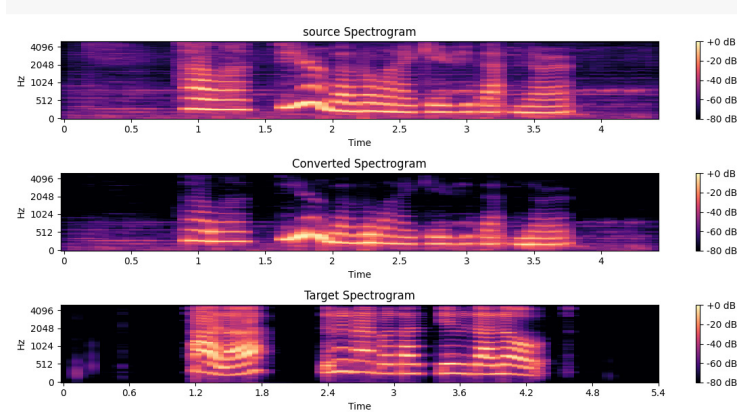 source Spectrogram
4096
2048
1024
512
0
Hz
0 0.5 1 1.5 2 2.5 3 3.5 4
Time
+0 dB
-20 dB
-40 dB
-60 dB
-80 dB
Converted Spectrogram
4096
2048
1024
512
0
Hz
0 0.5 1 1.5 2 2.5 3 3.5 4
Time
+0 dB
-20 dB
-40 dB
-60 dB
-80 dB
Target Spectrogram
4096
2048
1024
512
0
Hz
0 0.6 1.2 1.8 2.4 3 3.6 4.2 4.8 5.4
Time
+0 dB
-20 dB
-40 dB
-60 dB
-80 dB